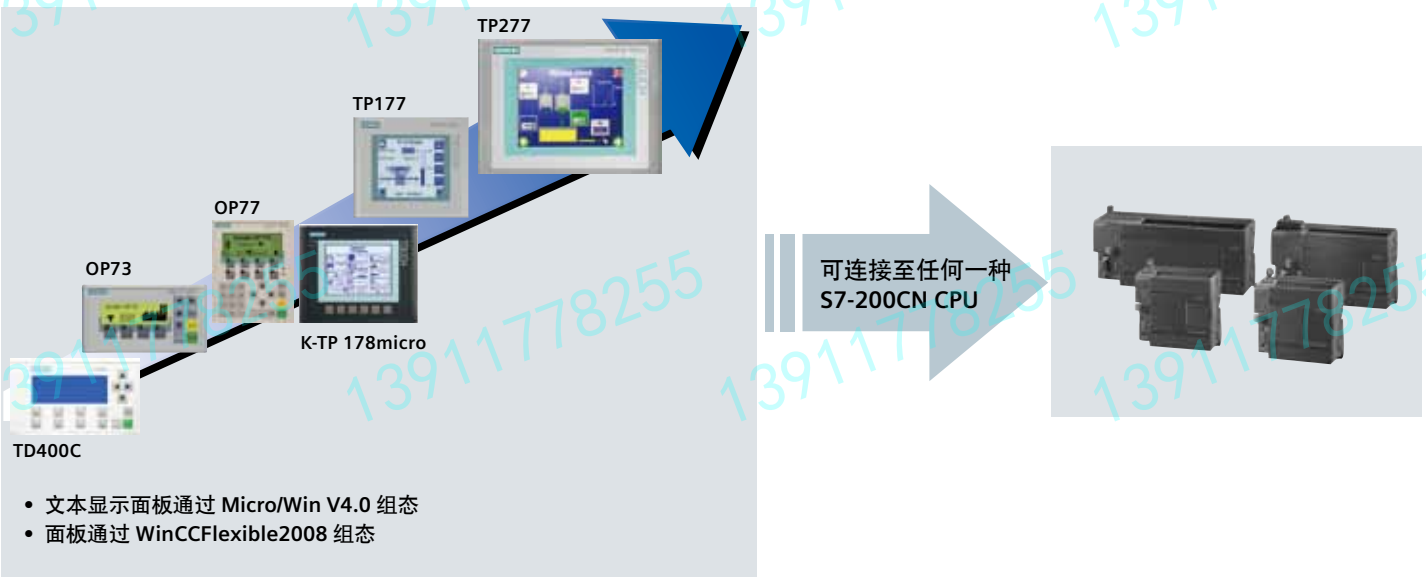 TP277
TP177
OP77
OP73
K-TP 178micro
TD400C
• 文本显示面板通过 Micro/Win V4.0 组态
• 面板通过 WinCCFlexible2008 组态
可连接至任何一种
S7-200CN CPU
13911778255
13911778255
13911778255